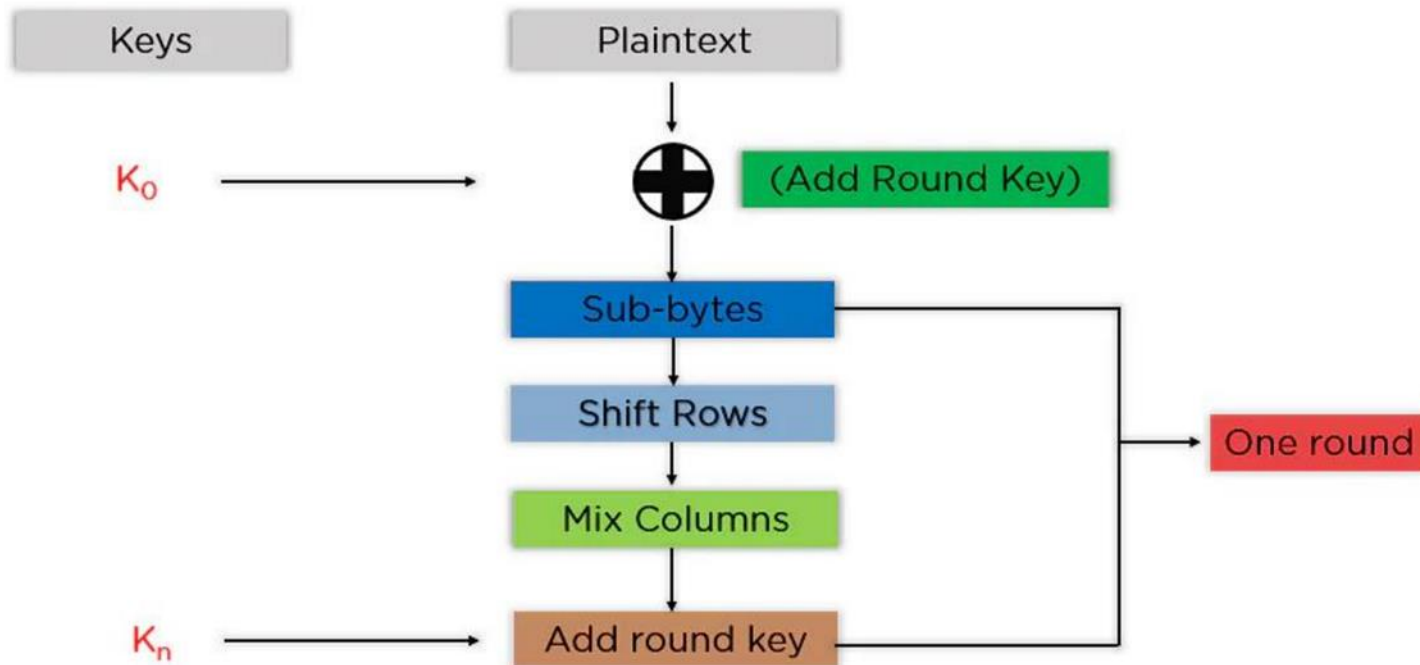 Keys
Plaintext
K₀
(Add Round Key)
Sub-bytes
Shift Rows
One round
Mix Columns
Kₙ
Add round key